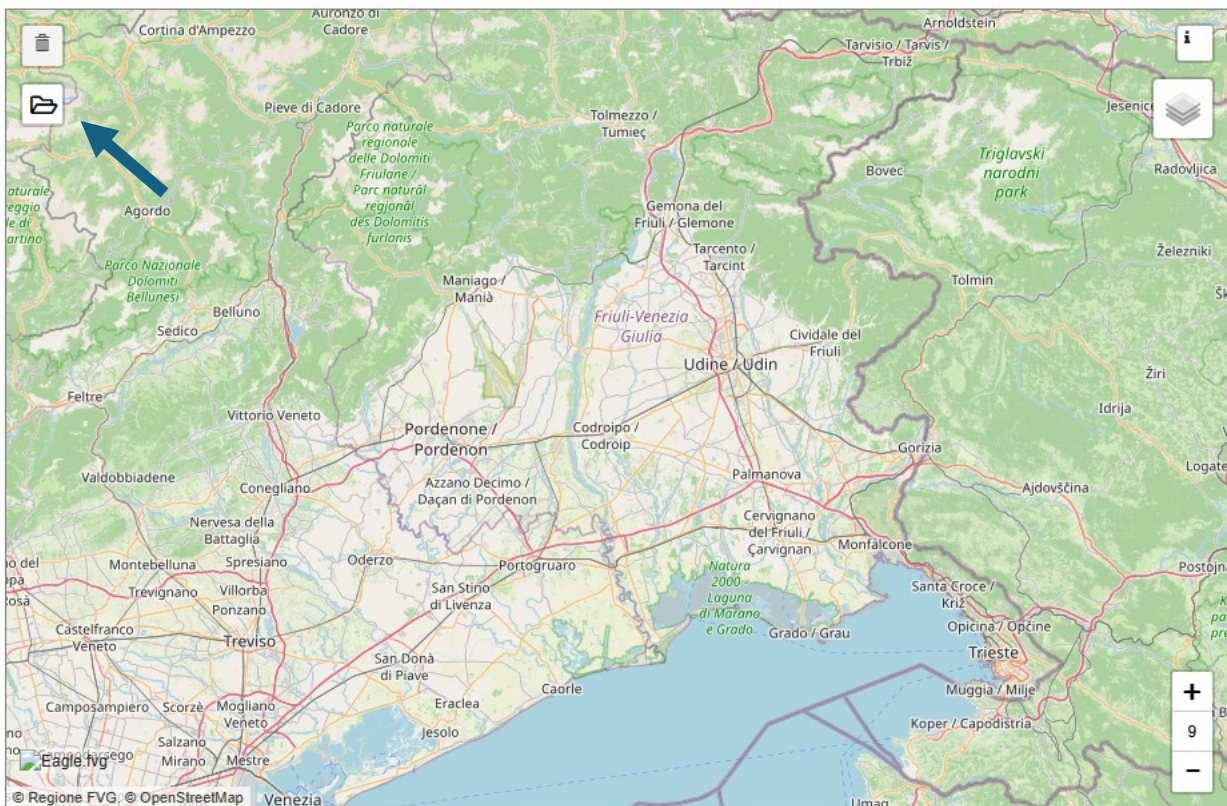 Cortina d'Ampezzo
Auronzo di
Cadore
Arnoldstein
Tarvisio / Tarvis /
Trbiž
i
Pieve di Cadore
Tolmezzo /
Tumieç
Jesenice
Parco naturale
regionale
delle Dolomiti
Friulane /
Parc naturâl
regjonâl
des Dolomitis
furlanis
Triglavski
narodni
park
Bovec
Radovljica
Agordo
Gemona del
Friuli / Glemone
Tarcento /
Tarcint
Železniki
Parco Nazionale
Dolomiti
Bellunesi
Maniago /
Manià
Tolmin
Belluno
Sedico
Friuli-Venezia
Giulia
Cividale del
Friuli
Udine / Udin
Žiri
Feltre
Idrija
Vittorio Veneto
Pordenone /
Pordenon
Codroipo /
Codroip
Gorizia
Valdobbiadene
Conegliano
Azzano Decimo /
Daçan di Pordenon
Palmanova
Ajdovščina
Nervesa della
Battaglia
Cervignano
del Friuli /
Çarvignan
Monfalcone
Montebelluna
Spresiano
Oderzo
Portogruaro
Natura
2000 -
Laguna
di Marano
e Grado
Trevignano
Villorba
Ponzano
San Stino
di Livenza
Santa Croce /
Križ
Castelfranco
Veneto
Treviso
Grado / Grau
Opicina / Opčine
Trieste
San Donà
di Piave
Caorle
Muggia / Milje
Camposampiero
Scorzè
Mogliano
Veneto
Eraclea
Jesolo
Koper / Capodistria
+
9
−
Salzano
Mirano
Mestre
Eagle.fvg
Venezia
Umag
© Regione FVG, © OpenStreetMap